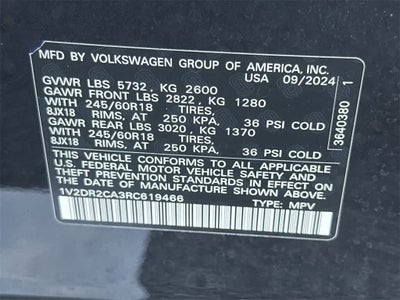 MFD. BY VOLKSWAGEN GROUP OF AMERICA, INC.
USA 09/2024
GVWR LBS 5732, KG 2600
GAWR FRONT LBS 2822, KG 1280
WITH 245/60R18 TIRES,
8JX18 RIMS, AT 250 KPA. 36 PSI COLD
GAWR REAR LBS 3020, KG 1370
WITH 245/60R18 TIRES,
8JX18 RIMS, AT 250 KPA. 36 PSI COLD
THIS VEHICLE CONFORMS TO ALL APPLICABLE
U.S. FEDERAL MOTOR VEHICLE SAFETY AND
THEFT PREVENTION STANDARDS IN EFFECT ON
THE DATE OF MANUFACTURE SHOWN ABOVE.
1V2DR2CA3RC619466
TYPE: MPV
3640380 1